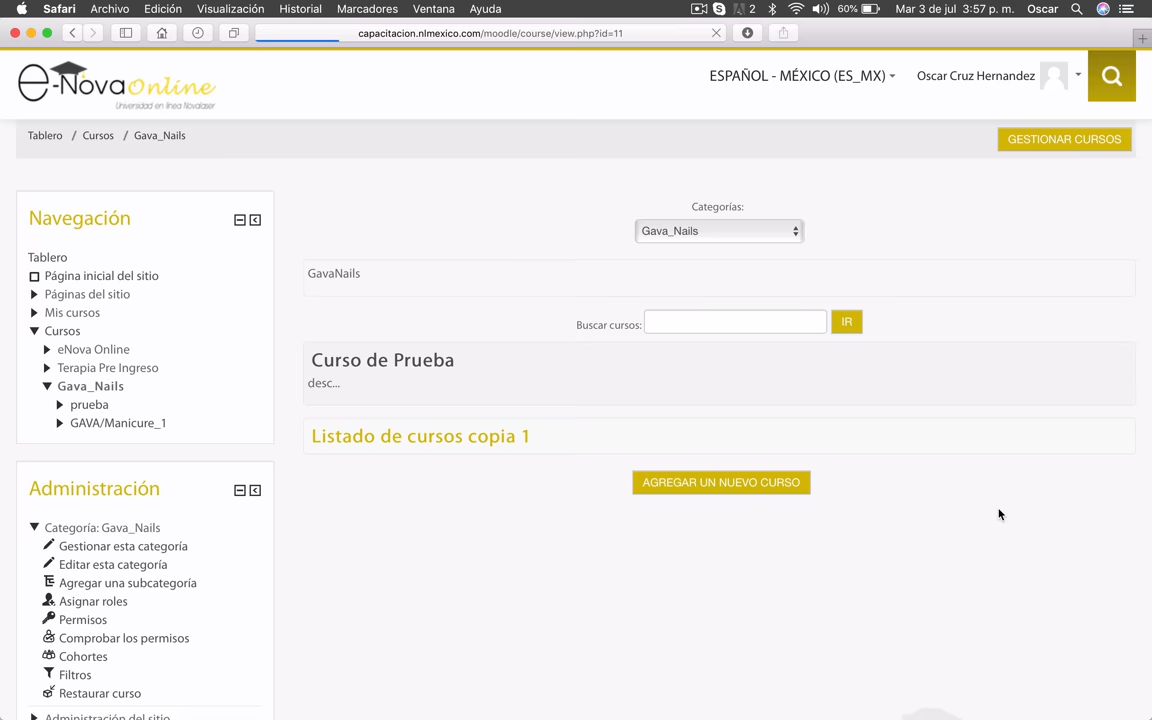 Safari Archivo Edición Visualización Historial Marcadores Ventana Ayuda 2 60% Mar 3 de jul 3:57 p. m. Oscar
capacitacion.nlmexico.com/moodle/course/view.php?id=11
e-NovaOnline
Universidad en línea Novalaser
ESPAÑOL - MÉXICO (ES_MX)
Oscar Cruz Hernandez
Tablero / Cursos / Gava_Nails
GESTIONAR CURSOS
Navegación
Tablero
Página inicial del sitio
Páginas del sitio
Mis cursos
Cursos
eNova Online
Terapia Pre Ingreso
Gava_Nails
prueba
GAVA/Manicure_1
Administración
Categoría: Gava_Nails
Gestionar esta categoría
Editar esta categoría
Agregar una subcategoría
Asignar roles
Permisos
Comprobar los permisos
Cohortes
Filtros
Restaurar curso
Administración del sitio
Categorías:
Gava_Nails
GavaNails
Buscar cursos:
IR
Curso de Prueba
desc...
Listado de cursos copia 1
AGREGAR UN NUEVO CURSO